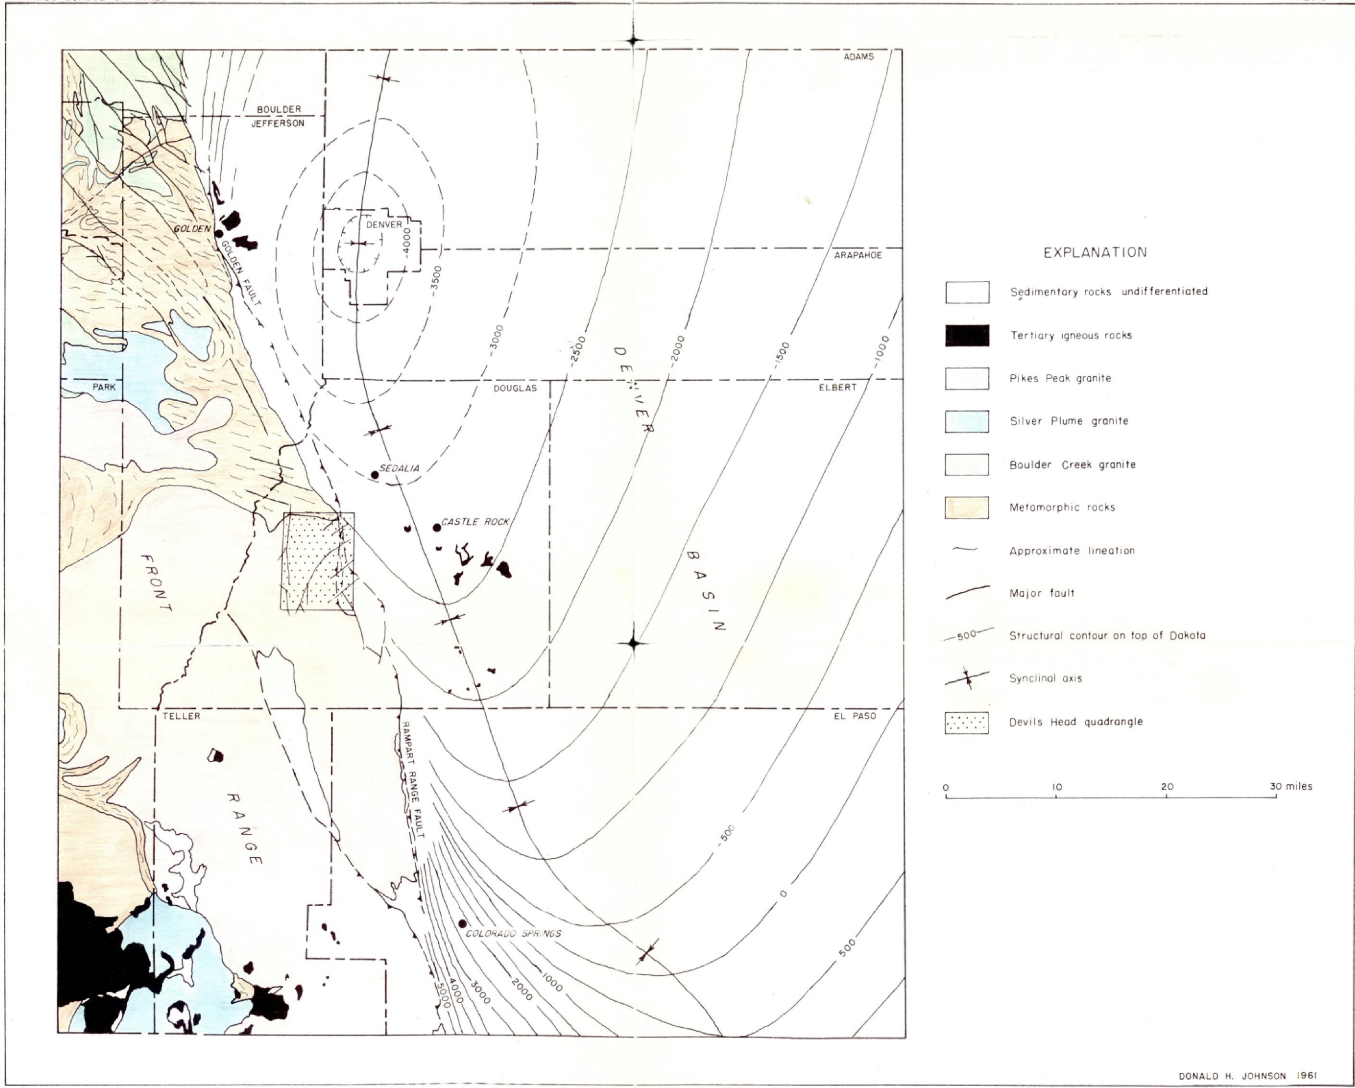 ADAMS
BOULDER
JEFFERSON
GOLDEN
GOLDEN FAULT
DENVER
-4000
-3500
ARAPAHOE
-3000
-2500
-2000
-1500
-1000
DENVER
PARK
DOUGLAS
ELBERT
SEDALIA
CASTLE ROCK
FRONT
BASIN
TELLER
EL PASO
RAMPART RANGE FAULT
RANGE
-500
0
500
COLORADO SPRINGS
1000
2000
3000
4000
5000
EXPLANATION
Sedimentary rocks undifferentiated
Tertiary igneous rocks
Pikes Peak granite
Silver Plume granite
Boulder Creek granite
Metamorphic rocks
Approximate lineation
Major fault
-500- Structural contour on top of Dakota
Synclinal axis
Devils Head quadrangle
0 10 20 30 miles
DONALD H. JOHNSON 1961